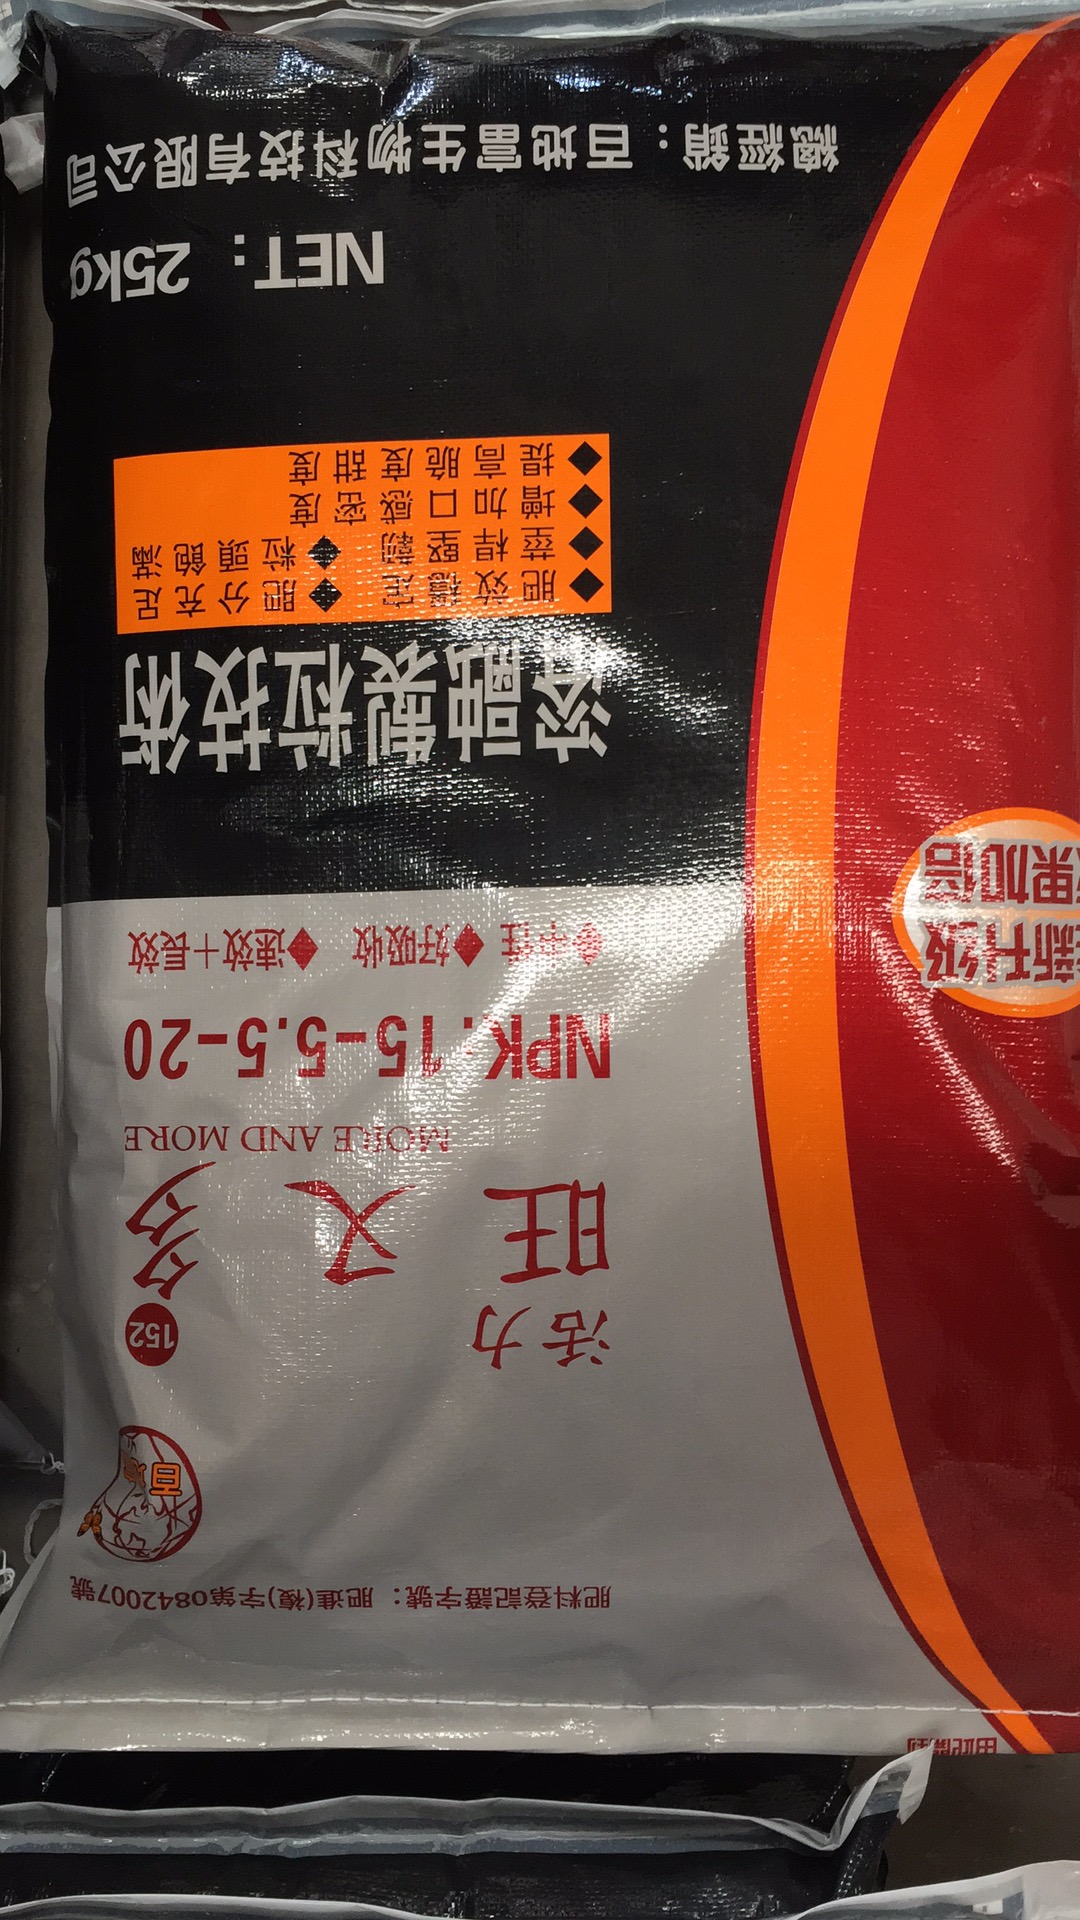 肥料登記證字號：肥進(複)字第0842007號
百
活力
152
旺又多
MORE AND MORE
NPK:15-5.5-20
◆中性 ◆好吸收 ◆速效＋長效
新升級
果加倍
溶融製粒技術
◆肥效穩定 ◆肥分充足
◆莖桿堅韌 ◆粒頭飽滿
◆增加口感密度
◆提高脆度甜度
NET：25kg
總經銷：百地富生物科技有限公司